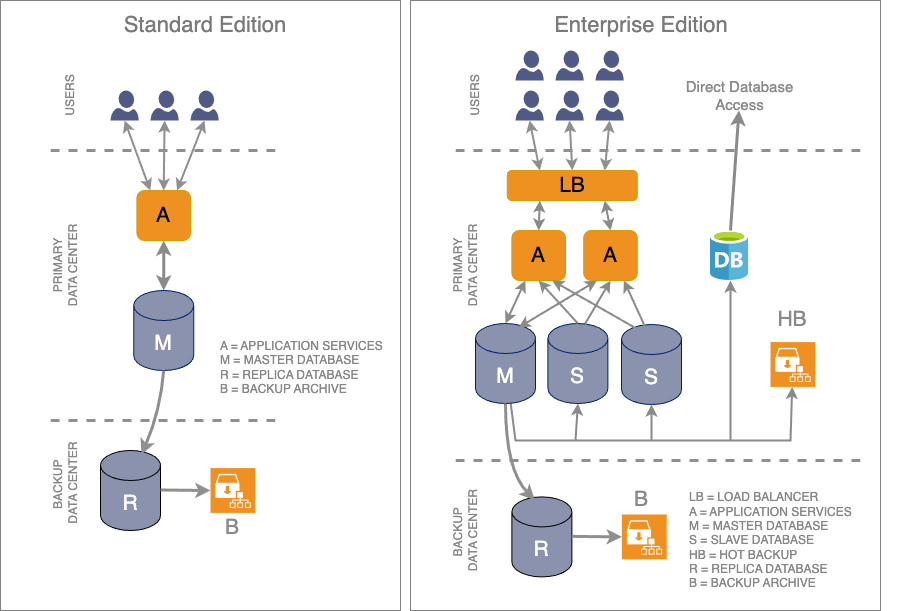 Standard Edition
USERS
A
PRIMARY
DATA CENTER
M
A = APPLICATION SERVICES
M = MASTER DATABASE
R = REPLICA DATABASE
B = BACKUP ARCHIVE
BACKUP
DATA CENTER
R
B
Enterprise Edition
USERS
Direct Database
Access
LB
A
A
PRIMARY
DATA CENTER
DB
HB
M
S
S
BACKUP
DATA CENTER
R
B
LB = LOAD BALANCER
A = APPLICATION SERVICES
M = MASTER DATABASE
S = SLAVE DATABASE
HB = HOT BACKUP
R = REPLICA DATABASE
B = BACKUP ARCHIVE